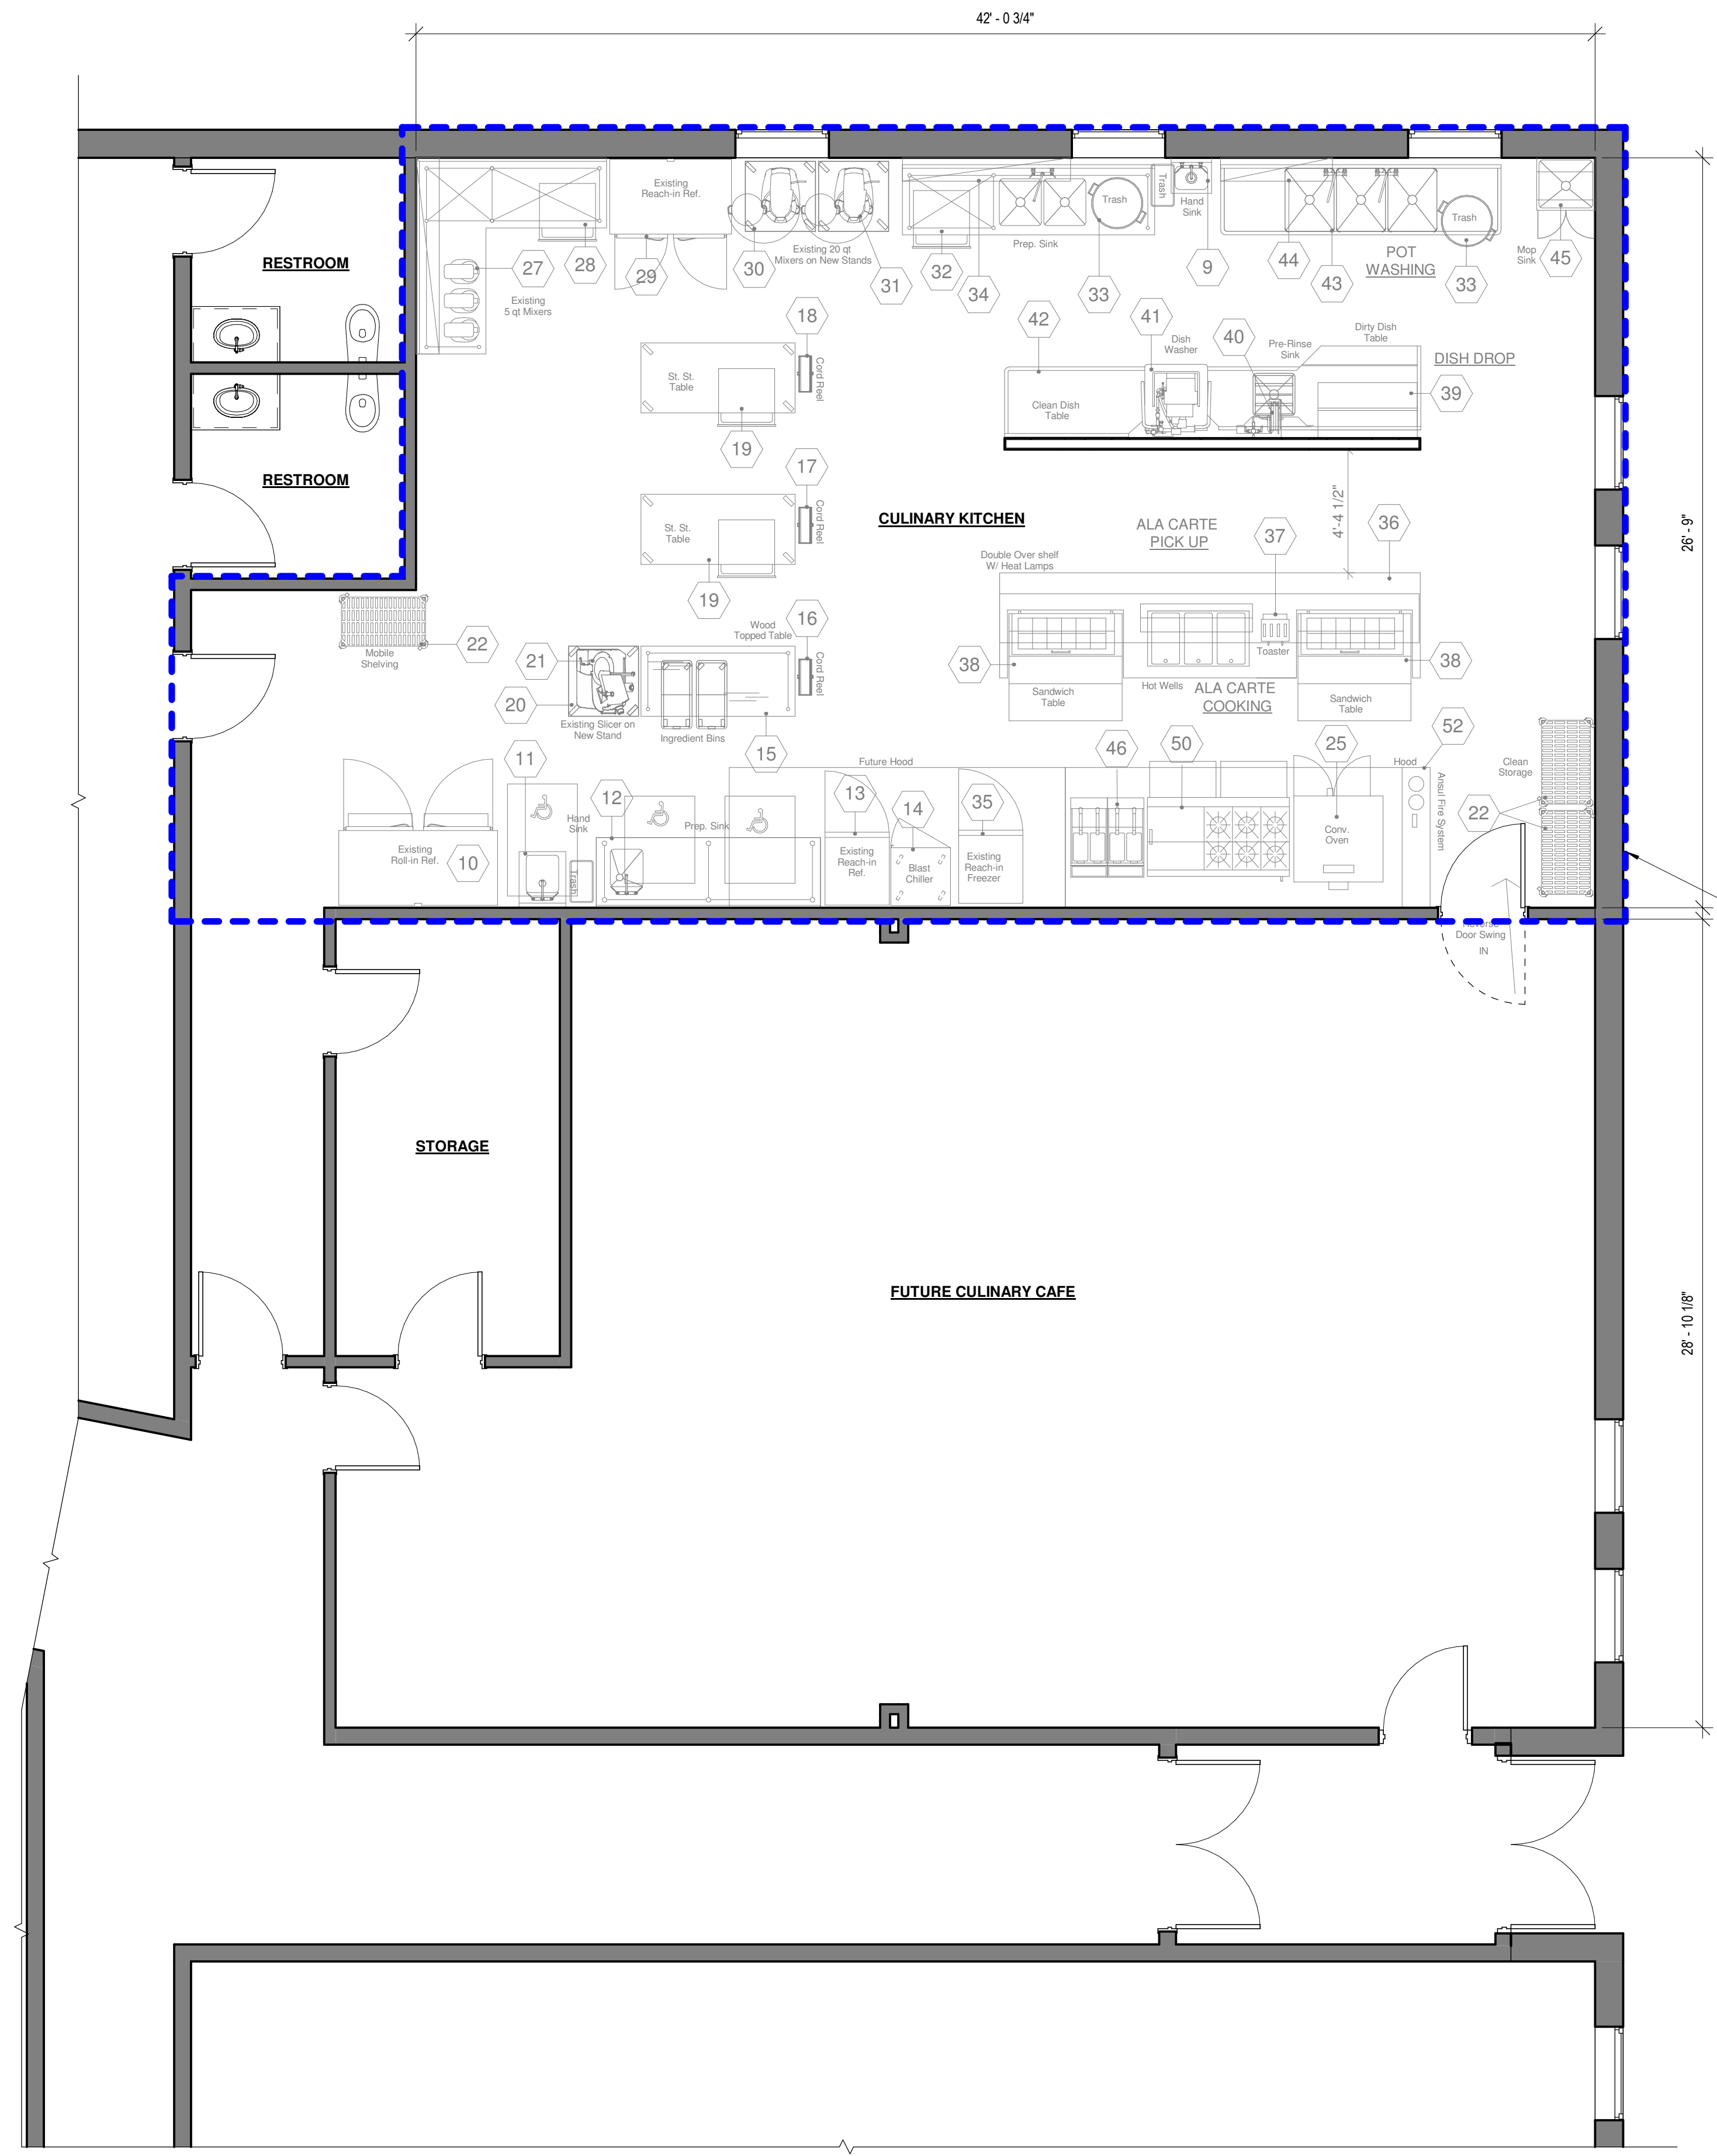 42' - 0 3/4"
Existing
Reach-in Ref.
Trash
Trash
Hand
Sink
Trash
RESTROOM
27
28
29
30
Existing 20 qt
Mixers on New Stands
31
32
Prep. Sink
34
33
9
44
43
POT
WASHING
33
Mop
Sink
45
Existing
5 qt Mixers
18
Cord Reel
St. St.
Table
19
42
41
Dish
Washer
40
Pre-Rinse
Sink
Dirty Dish
Table
DISH DROP
39
Clean Dish
Table
RESTROOM
17
Cord Reel
St. St.
Table
19
CULINARY KITCHEN
ALA CARTE
PICK UP
37
4'-4 1/2"
36
26' - 9"
Double Over shelf
W/ Heat Lamps
Mobile
Shelving
22
Wood
Topped Table
16
Cord Reel
21
20
Existing Slicer on
New Stand
Ingredient Bins
15
38
Sandwich
Table
Hot Wells
Toaster
ALA CARTE
COOKING
38
Sandwich
Table
11
Future Hood
46
50
25
Hood
52
Clean
Storage
22
Ansul Fire System
12
Hand
Sink
Prep. Sink
13
14
35
Existing
Roll-in Ref.
10
Trash
Existing
Reach-in
Ref.
Blast
Chiller
Existing
Reach-in
Freezer
Conv.
Oven
Reverse
Door Swing
IN
STORAGE
FUTURE CULINARY CAFE
28' - 10 1/8"